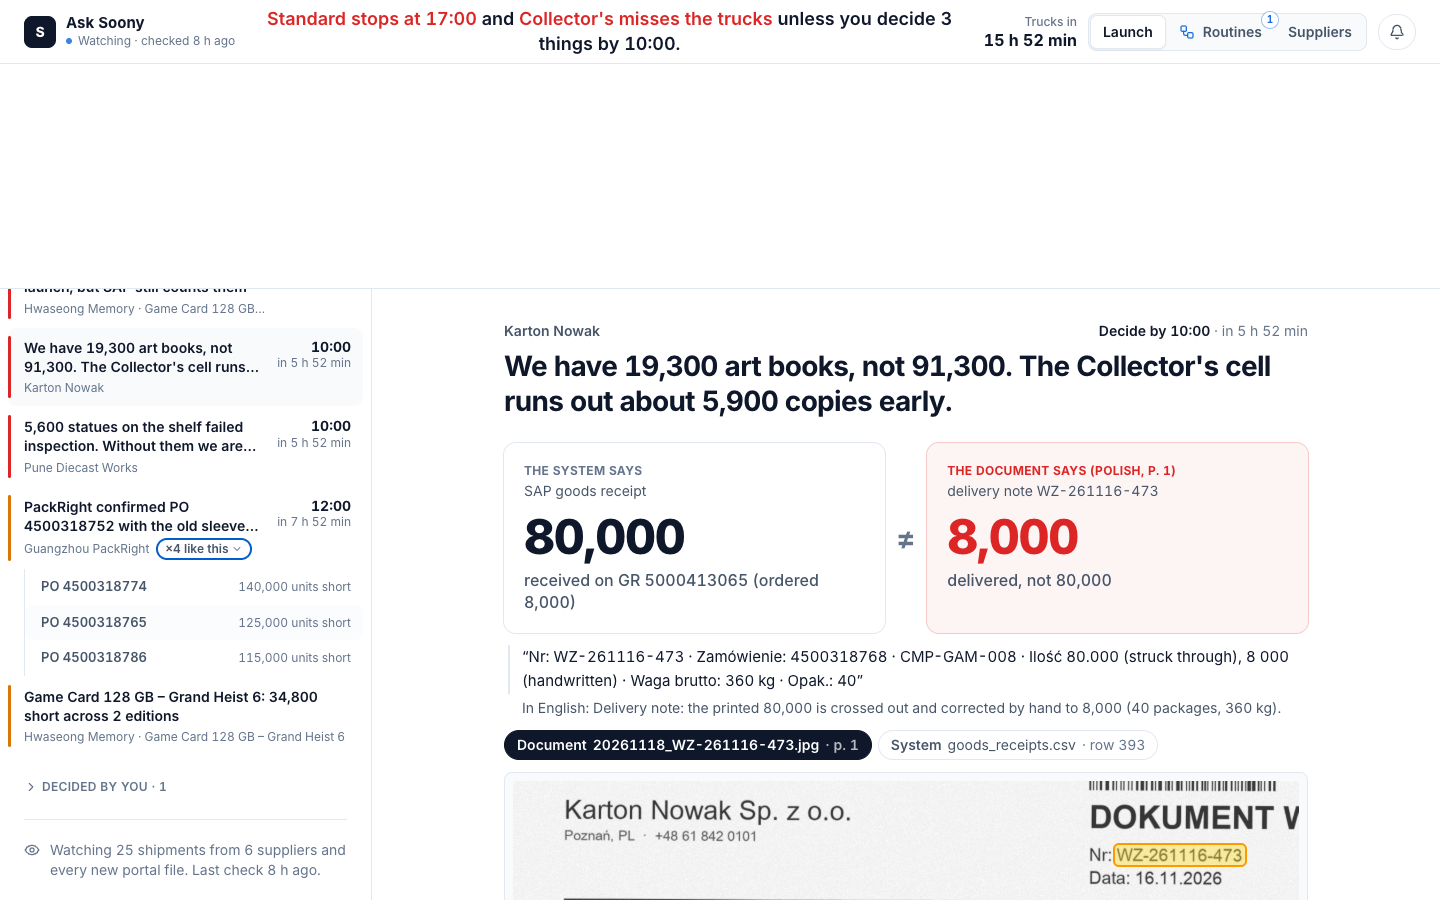 S
Ask Soony
Watching · checked 8 h ago
Standard stops at 17:00 and Collector's misses the trucks unless you decide 3
things by 10:00.
Trucks in
15 h 52 min
Launch
Routines
1
Suppliers
Hwaseong Memory · Game Card 128 GB...
We have 19,300 art books, not
91,300. The Collector's cell runs...
Karton Nowak
10:00
in 5 h 52 min
5,600 statues on the shelf failed
inspection. Without them we are...
Pune Diecast Works
10:00
in 5 h 52 min
PackRight confirmed PO
4500318752 with the old sleeve...
Guangzhou PackRight
×4 like this
12:00
in 7 h 52 min
PO 4500318774 140,000 units short
PO 4500318765 125,000 units short
PO 4500318786 115,000 units short
Game Card 128 GB – Grand Heist 6: 34,800
short across 2 editions
Hwaseong Memory · Game Card 128 GB – Grand Heist 6
DECIDED BY YOU · 1
Watching 25 shipments from 6 suppliers and
every new portal file. Last check 8 h ago.
Karton Nowak
Decide by 10:00 · in 5 h 52 min
We have 19,300 art books, not 91,300. The Collector's cell
runs out about 5,900 copies early.
THE SYSTEM SAYS
SAP goods receipt
80,000
received on GR 5000413065 (ordered
8,000)
≠
THE DOCUMENT SAYS (POLISH, P. 1)
delivery note WZ-261116-473
8,000
delivered, not 80,000
“Nr: WZ-261116-473 · Zamówienie: 4500318768 · CMP-GAM-008 · Ilość 80.000 (struck through), 8 000
(handwritten) · Waga brutto: 360 kg · Opak.: 40”
In English: Delivery note: the printed 80,000 is crossed out and corrected by hand to 8,000 (40 packages, 360 kg).
Document 20261118_WZ-261116-473.jpg · p. 1
System goods_receipts.csv · row 393
Karton Nowak Sp. z o.o.
Poznań, PL · +48 61 842 0101
DOKUMENT W
Nr: WZ-261116-473
Data: 16.11.2026